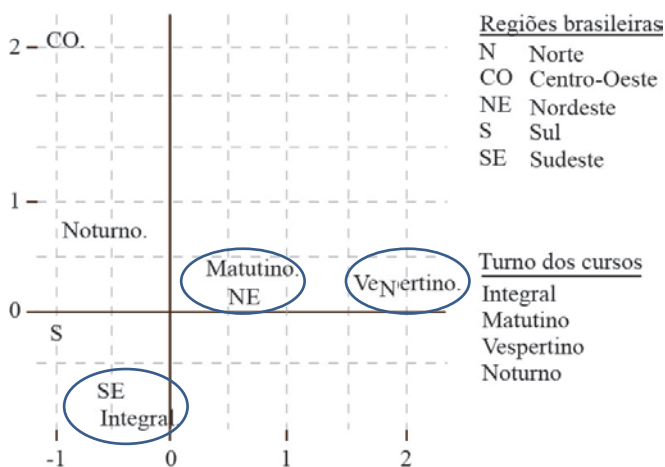 CO.
2
1
Noturno.
Matutino.
NE
VeNertino.
0
S
SE
Integral
-1
0
1
2
Regiões brasileiras
N Norte
CO Centro-Oeste
NE Nordeste
S Sul
SE Sudeste
Turno dos cursos
Integral
Matutino
Vespertino
Noturno